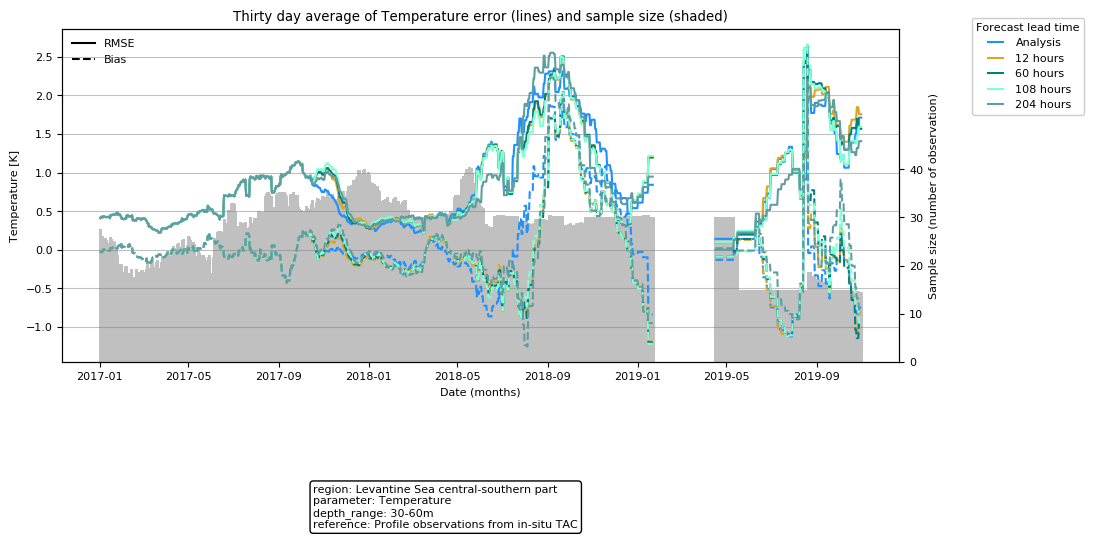 Thirty day average of Temperature error (lines) and sample size (shaded)
Forecast lead time
Analysis
12 hours
60 hours
108 hours
204 hours
RMSE
Bias
Temperature [K]
2.5
2.0
1.5
1.0
0.5
0.0
−0.5
−1.0
40
30
20
10
0
Sample size (number of observation)
2017-01
2017-05
2017-09
2018-01
2018-05
2018-09
2019-01
2019-05
2019-09
Date (months)
region: Levantine Sea central-southern part
parameter: Temperature
depth_range: 30-60m
reference: Profile observations from in-situ TAC